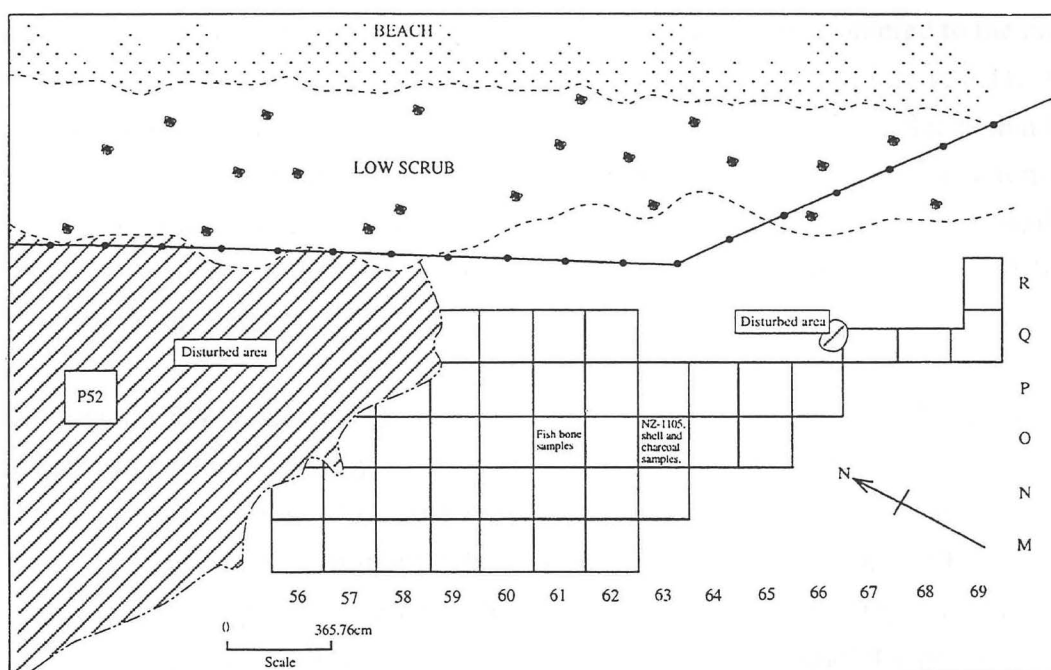 BEACH
LOW SCRUB
R
Disturbed area
Q
Disturbed area
P52
P
Fish bone
samples
NZ-1105,
shell and
charcoal
samples.
O
N
N
M
56 57 58 59 60 61 62 63 64 65 66 67 68 69
0 365.76cm
Scale